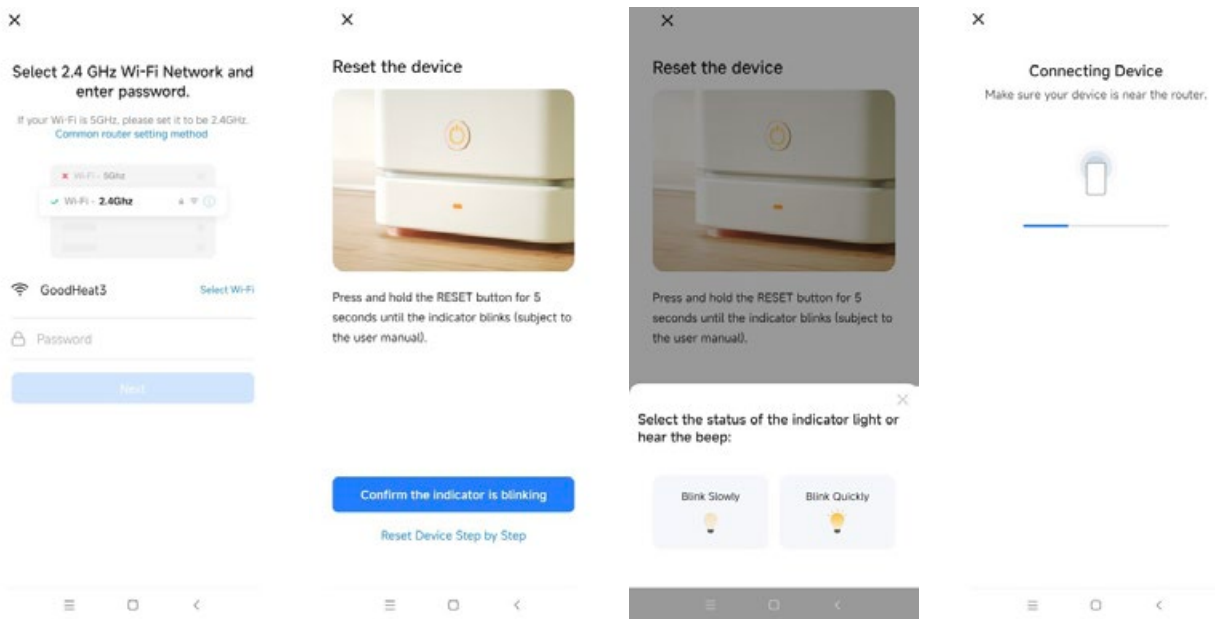 Select 2.4 GHz Wi-Fi Network and
enter password.
If your Wi-Fi is 5GHz, please set it to be 2.4GHz.
Common router setting method
Wi-Fi - 5Ghz
Wi-Fi - 2.4Ghz
GoodHeat3
Select Wi-Fi
Password
Next
Reset the device
Press and hold the RESET button for 5
seconds until the indicator blinks (subject to
the user manual).
Confirm the indicator is blinking
Reset Device Step by Step
Reset the device
Press and hold the RESET button for 5
seconds until the indicator blinks (subject to
the user manual).
Select the status of the indicator light or
hear the beep:
Blink Slowly
Blink Quickly
Connecting Device
Make sure your device is near the router.